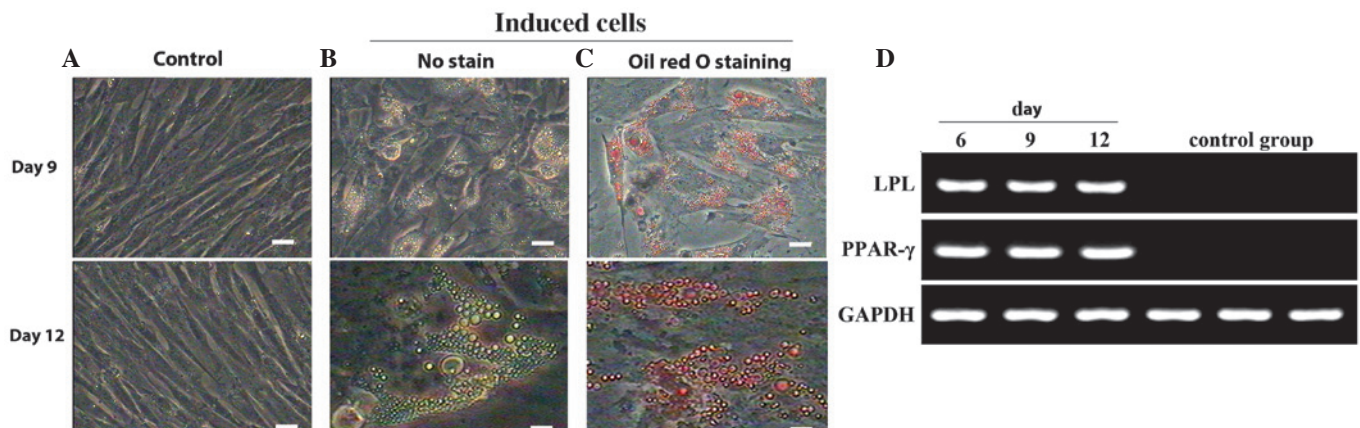 Induced cells
A Control B No stain C Oil red O staining D
Day 9
Day 12
day
6 9 12 control group
LPL
PPAR-γ
GAPDH